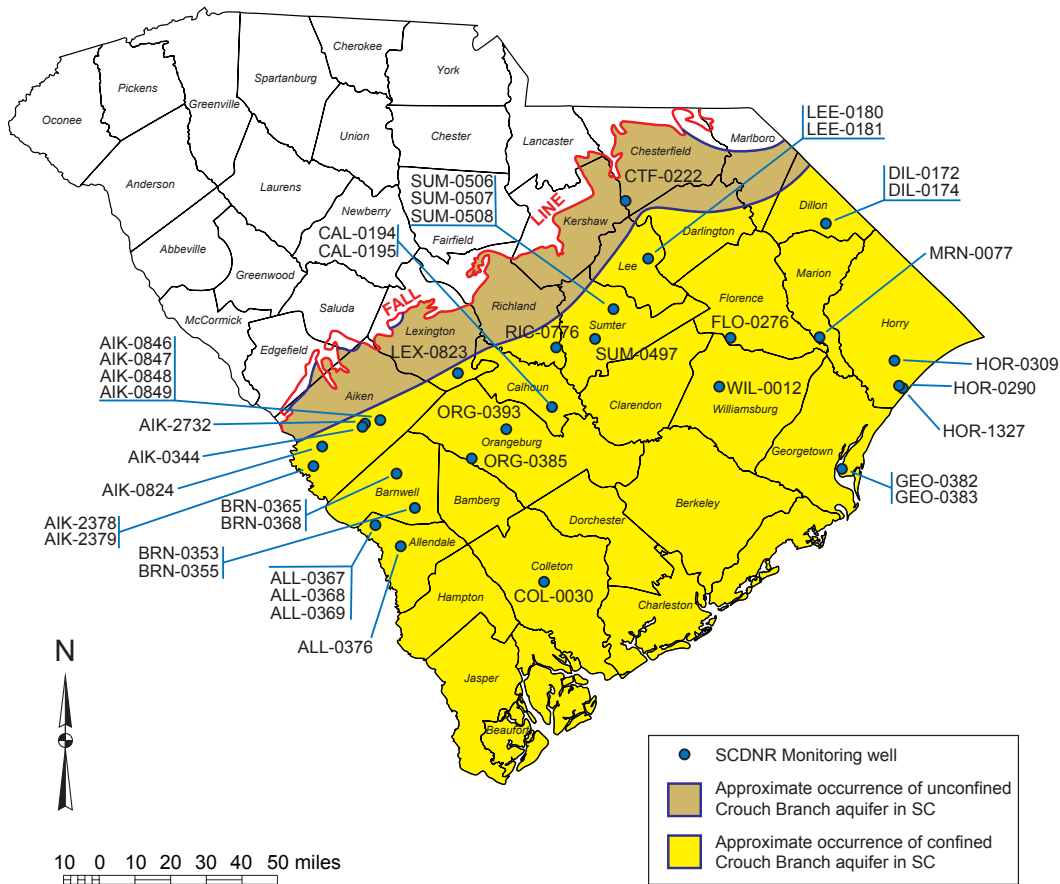 Cherokee
York
Spartanburg
Pickens
Greenville
Oconee
Union
Chester
Lancaster
Marlboro
LEE-0180
LEE-0181
Chesterfield
CTF-0222
Anderson
Laurens
SUM-0506
SUM-0507
SUM-0508
DIL-0172
DIL-0174
Newberry
LINE
Kershaw
Dillon
CAL-0194
CAL-0195
Fairfield
Darlington
Abbeville
Greenwood
Lee
Marion
MRN-0077
Saluda
FALL
Richland
Florence
McCormick
Lexington
RIC-0776
Sumter
FLO-0276
Horry
AIK-0846
AIK-0847
AIK-0848
AIK-0849
Edgefield
LEX-0823
SUM-0497
HOR-0309
Aiken
Calhoun
WIL-0012
HOR-0290
Clarendon
Williamsburg
ORG-0393
AIK-2732
HOR-1327
Orangeburg
AIK-0344
ORG-0385
Georgetown
AIK-0824
GEO-0382
GEO-0383
Barnwell
Bamberg
BRN-0365
BRN-0368
Berkeley
AIK-2378
AIK-2379
Dorchester
BRN-0353
BRN-0355
Allendale
ALL-0367
ALL-0368
ALL-0369
Colleton
COL-0030
Hampton
Charleston
ALL-0376
N
Jasper
Beaufort
SCDNR Monitoring well
Approximate occurrence of unconfined
Crouch Branch aquifer in SC
Approximate occurrence of confined
Crouch Branch aquifer in SC
10 0 10 20 30 40 50 miles